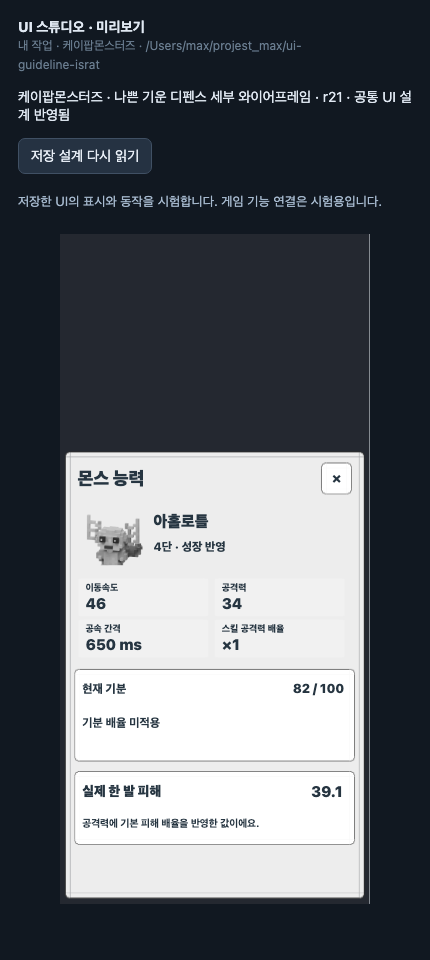 UI 스튜디오 · 미리보기
내 작업 · 케이팝몬스터즈 · /Users/max/projest_max/ui-
guideline-israt
케이팝몬스터즈 · 나쁜 기운 디펜스 세부 와이어프레임 · r21 · 공통 UI 설
계 반영됨
저장 설계 다시 읽기
저장한 UI의 표시와 동작을 시험합니다. 게임 기능 연결은 시험용입니다.
몬스 능력
×
아홀로틀
4단 · 성장 반영
이동속도
46
공격력
34
공속 간격
650 ms
스킬 공격력 배율
×1
현재 기분
82 / 100
기분 배율 미적용
실제 한 발 피해
39.1
공격력에 기본 피해 배율을 반영한 값이에요.